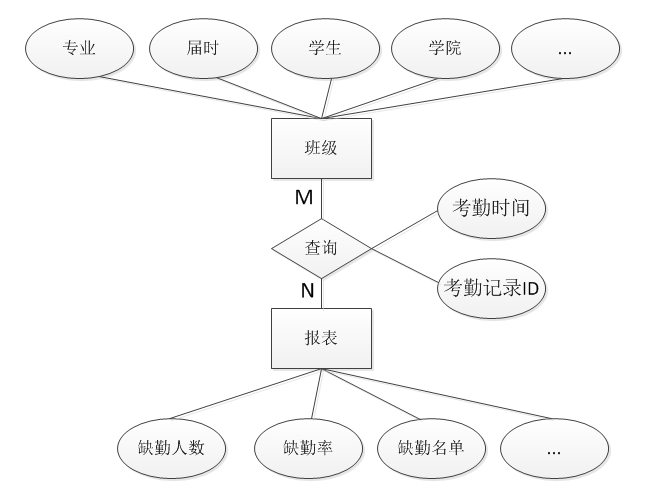 专业
届时
学生
学院
...
班级
M
考勤时间
查询
考勤记录ID
N
报表
缺勤人数
缺勤率
缺勤名单
...